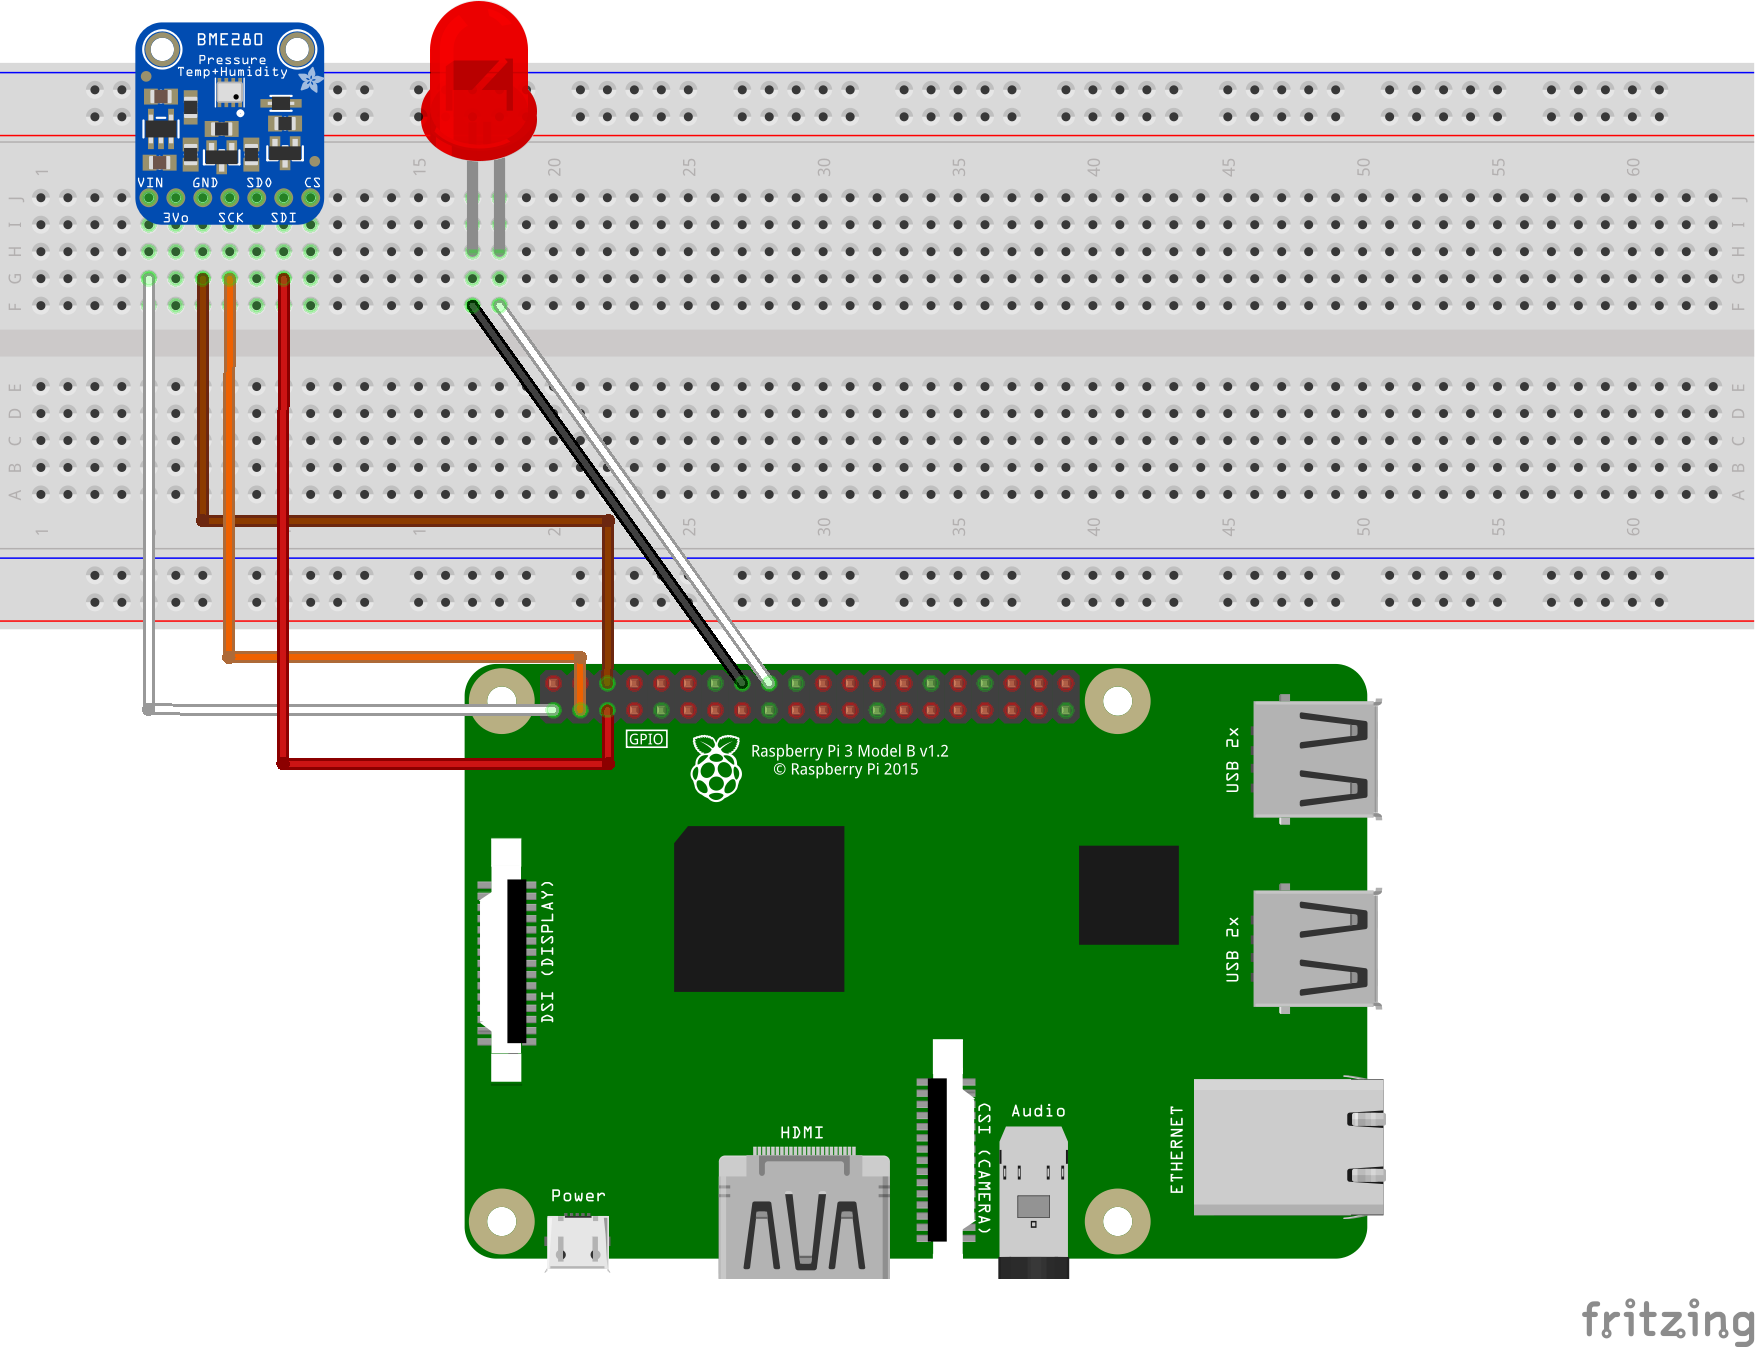 BME280
Pressure
Temp+Humidity
VIN GND SDO CS
3Vo SCK SDI
1 15 20 25 30 35 40 45 50 55 60
J J
I I
H H
G G
F F
E E
D D
C C
B B
A A
1 1 2 25 30 35 40 45 50 55 60
GPIO
Raspberry Pi 3 Model B v1.2
© Raspberry Pi 2015
USB 2x
USB 2x
DSI (DISPLAY)
CSI (CAMERA)
Audio
HDMI
ETHERNET
Power
fritzing